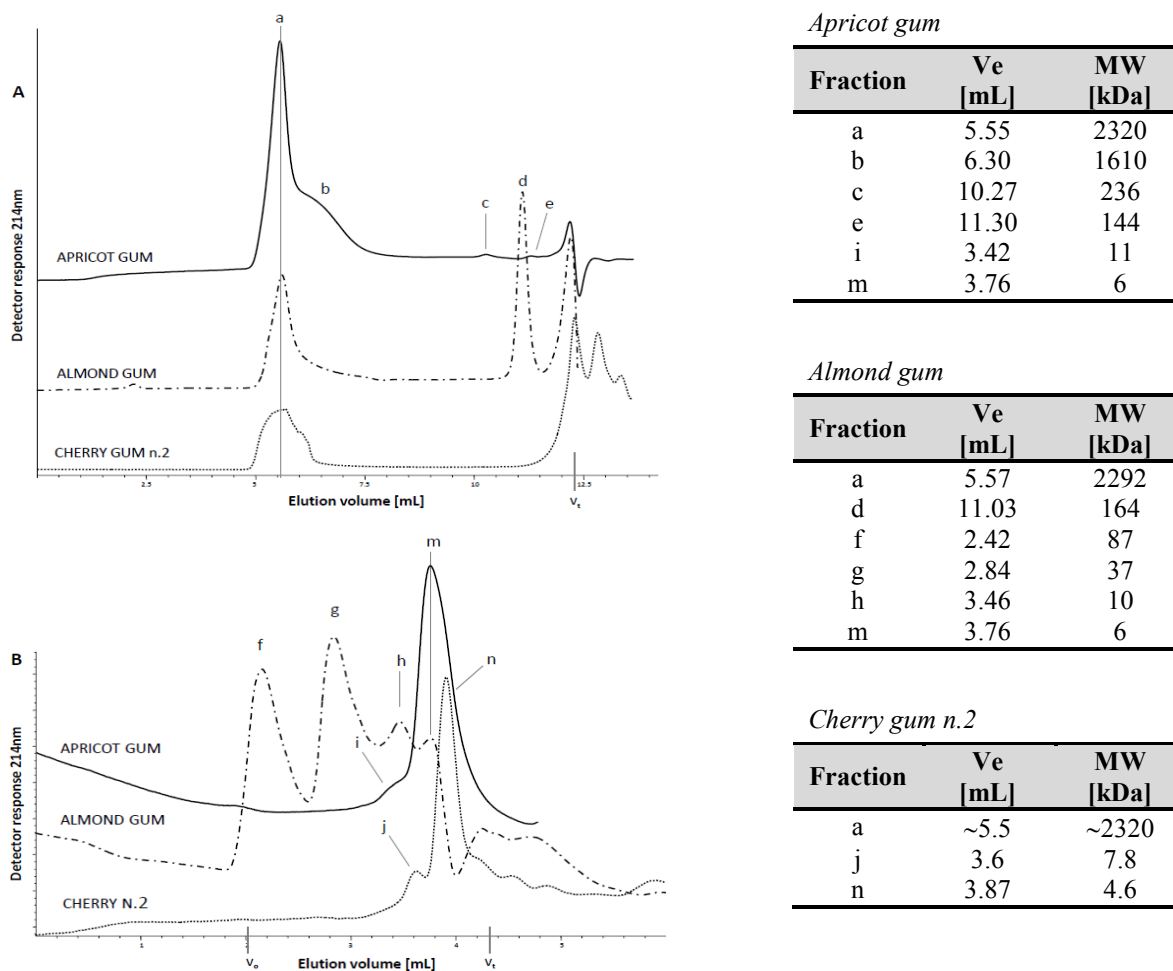 A
Detector response 214nm
a
b
c
d
e
APRICOT GUM
ALMOND GUM
CHERRY GUM n.2
2.5 5 7.5 10 12.5
Elution volume [mL]
Vt
B
Detector response 214nm
f
g
h
i
j
m
n
APRICOT GUM
ALMOND GUM
CHERRY N.2
1 2 3 4 5
Vo
Elution volume [mL]
Vt
Apricot gum
Fraction Ve [mL] MW [kDa]
a 5.55 2320
b 6.30 1610
c 10.27 236
e 11.30 144
i 3.42 11
m 3.76 6
Almond gum
Fraction Ve [mL] MW [kDa]
a 5.57 2292
d 11.03 164
f 2.42 87
g 2.84 37
h 3.46 10
m 3.76 6
Cherry gum n.2
Fraction Ve [mL] MW [kDa]
a ~5.5 ~2320
j 3.6 7.8
n 3.87 4.6